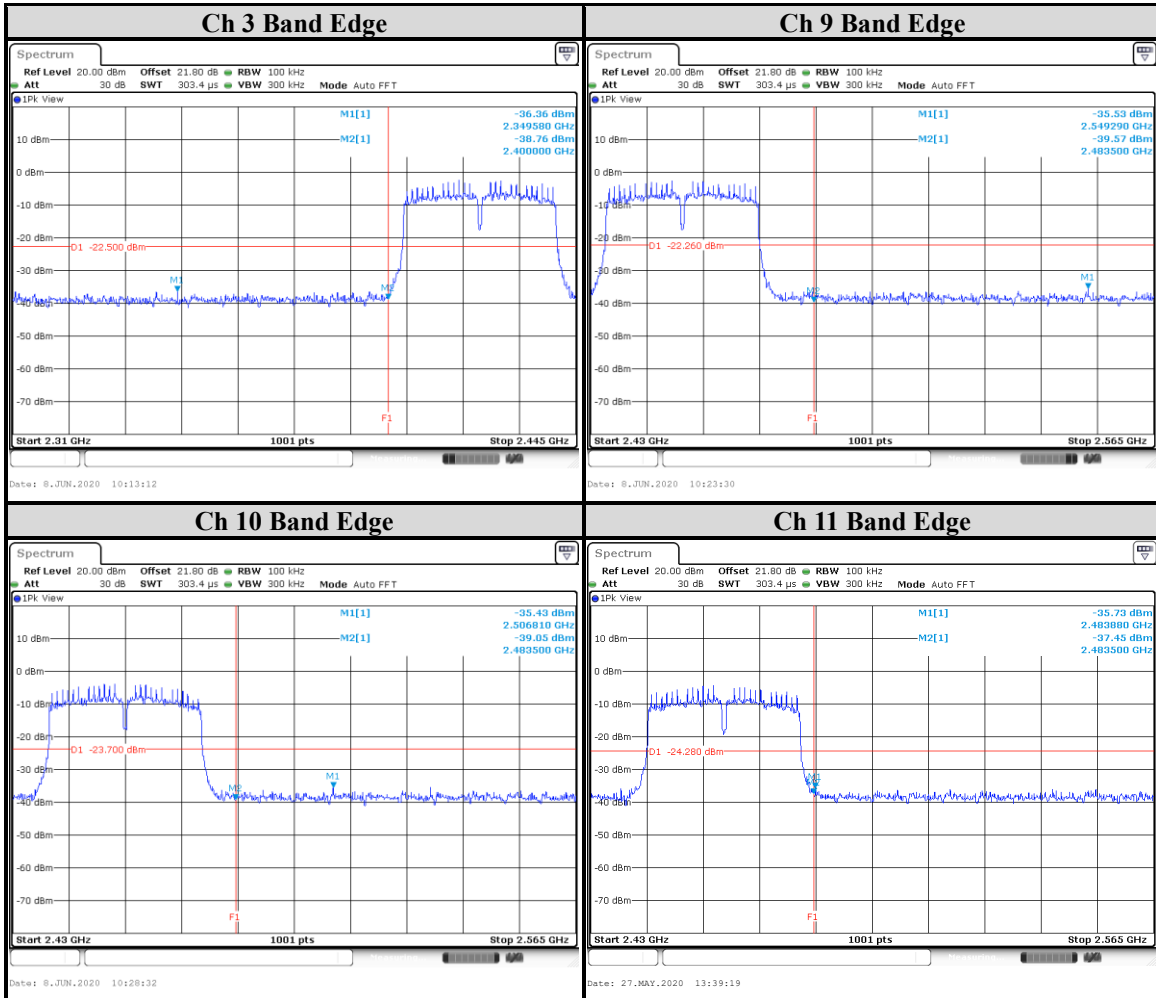 Ch 3 Band Edge
Spectrum
Ref Level 20.00 dBm Offset 21.80 dB RBW 100 kHz
Att 30 dB SWT 303.4 µs VBW 300 kHz Mode Auto FFT
1Pk View
M1[1] -36.36 dBm
2.349580 GHz
10 dBm M2[1] -38.76 dBm
2.400000 GHz
0 dBm
-10 dBm
-20 dBm
D1 -22.500 dBm
-30 dBm
M1
M2
-40 dBm
-50 dBm
-60 dBm
-70 dBm
F1
Start 2.31 GHz 1001 pts Stop 2.445 GHz
Date: 8.JUN.2020 10:13:12
Ch 9 Band Edge
Spectrum
Ref Level 20.00 dBm Offset 21.80 dB RBW 100 kHz
Att 30 dB SWT 303.4 µs VBW 300 kHz Mode Auto FFT
1Pk View
M1[1] -35.53 dBm
2.549290 GHz
10 dBm M2[1] -39.57 dBm
2.483500 GHz
0 dBm
-10 dBm
-20 dBm
D1 -22.260 dBm
-30 dBm
M1
M2
-40 dBm
-50 dBm
-60 dBm
-70 dBm
F1
Start 2.43 GHz 1001 pts Stop 2.565 GHz
Date: 8.JUN.2020 10:23:30
Ch 10 Band Edge
Spectrum
Ref Level 20.00 dBm Offset 21.80 dB RBW 100 kHz
Att 30 dB SWT 303.4 µs VBW 300 kHz Mode Auto FFT
1Pk View
M1[1] -35.43 dBm
2.506810 GHz
10 dBm M2[1] -39.05 dBm
2.483500 GHz
0 dBm
-10 dBm
-20 dBm
D1 -23.700 dBm
-30 dBm
M1
M2
-40 dBm
-50 dBm
-60 dBm
-70 dBm
F1
Start 2.43 GHz 1001 pts Stop 2.565 GHz
Date: 8.JUN.2020 10:28:32
Ch 11 Band Edge
Spectrum
Ref Level 20.00 dBm Offset 21.80 dB RBW 100 kHz
Att 30 dB SWT 303.4 µs VBW 300 kHz Mode Auto FFT
1Pk View
M1[1] -35.73 dBm
2.483880 GHz
10 dBm M2[1] -37.45 dBm
2.483500 GHz
0 dBm
-10 dBm
-20 dBm
D1 -24.280 dBm
-30 dBm
M1
-40 dBm
-50 dBm
-60 dBm
-70 dBm
F1
Start 2.43 GHz 1001 pts Stop 2.565 GHz
Date: 27.MAY.2020 13:39:19